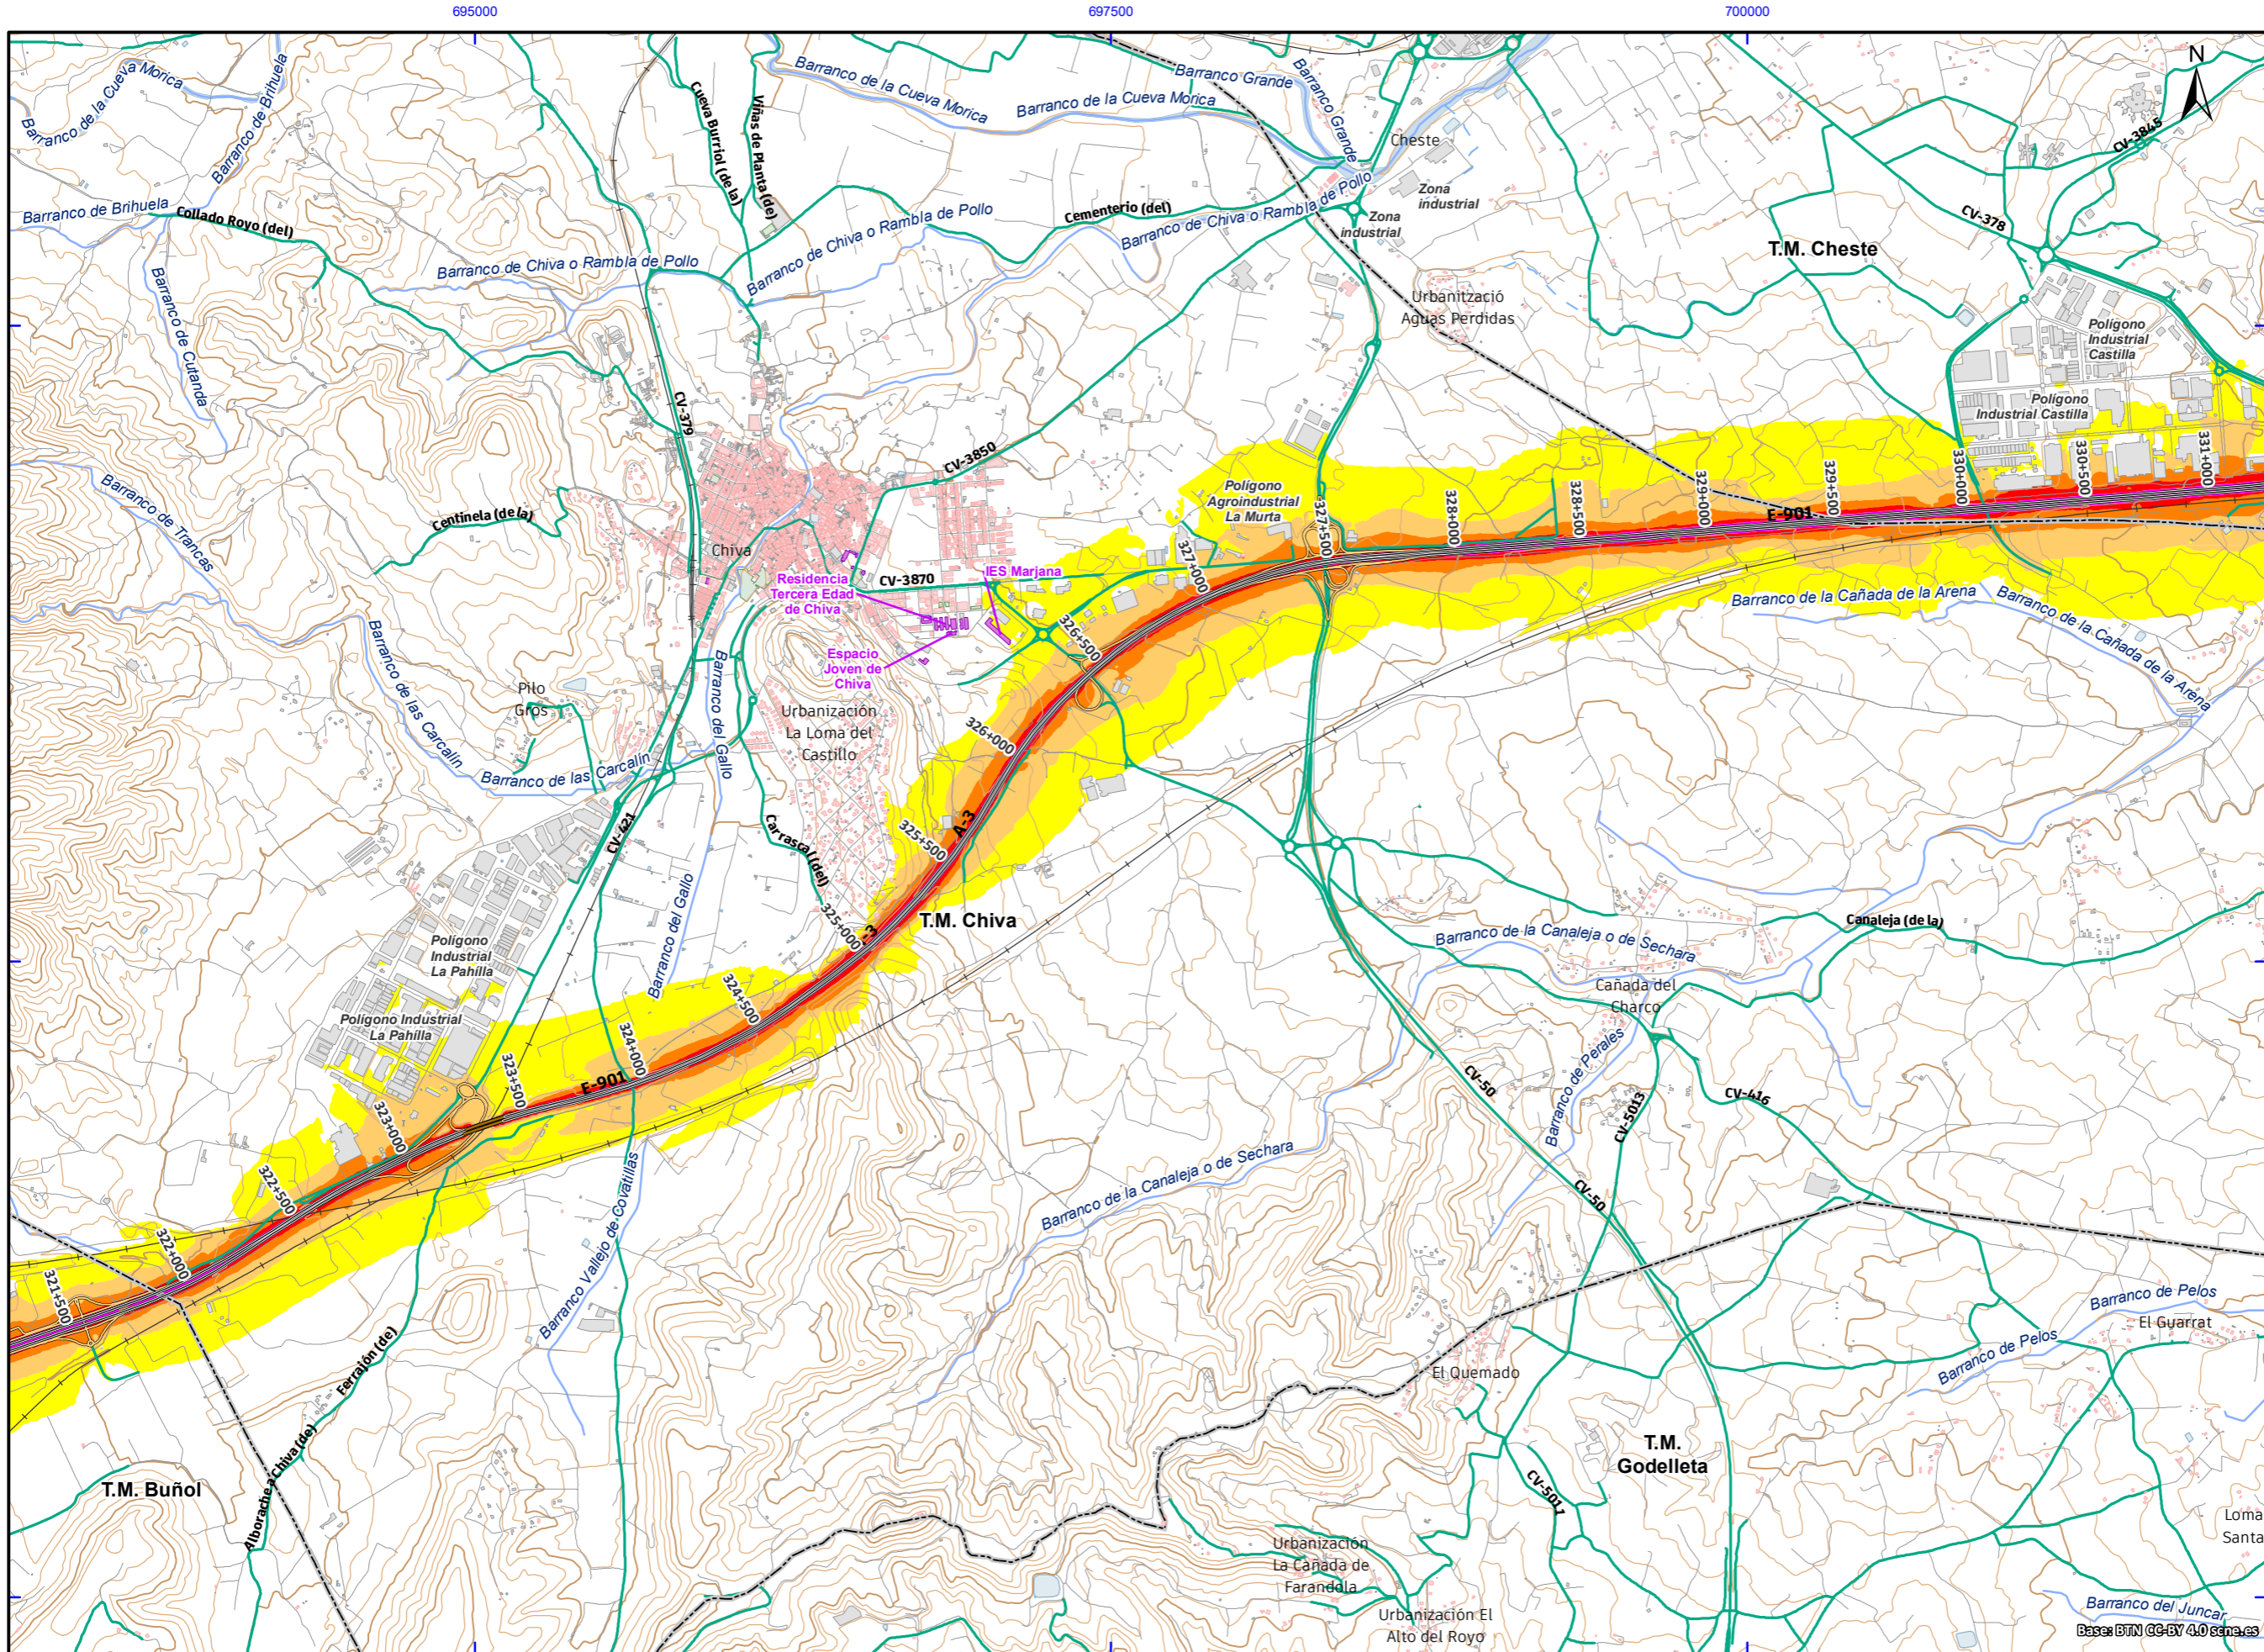 695000
697500
700000
N
Barranco de la Cueva Morica
Barranco de Brihuela
Barranco de Brihuela
Collado Royo (del)
Barranco de Cutanda
Cueva Burriol (de la)
Viñas de Planta (de)
Barranco de la Cueva Morica
Barranco de la Cueva Morica
Barranco Grande
Barranco Grande
Cheste
Zona
industrial
Zona
industrial
Cementerio (del)
Barranco de Chiva o Rambla de Pollo
Barranco de Chiva o Rambla de Pollo
Barranco de Chiva o Rambla de Pollo
CV-3845
CV-378
T.M. Cheste
Urbanització
Aguas Perdidas
Polígono
Industrial
Castilla
Polígono
Industrial Castilla
CV-379
CV-3850
Barranco de Trancas
Centinela (de la)
Chiva
Residencia
Tercera Edad
de Chiva
CV-3870
IES Marjana
Espacio
Joven de
Chiva
Polígono
Agroindustrial
La Murta
327+000
327+500
328+000
328+500
329+000
329+500
330+000
330+500
331+000
E-901
326+500
326+000
Barranco de la Cañada de la Arena
Barranco de la Cañada de la Arena
Barranco de las Carcalín
Pilo
Gros
Barranco del Gallo
Urbanización
La Loma del
Castillo
Barranco de las Carcalín
CV-421
Carrascal (del)
325+500
A-3
325+000
-3
T.M. Chiva
Barranco del Gallo
Polígono
Industrial
La Pahilla
Polígono Industrial
La Pahilla
324+500
324+000
323+500
E-901
323+000
322+500
322+000
321+500
Canaleja (de la)
Barranco de la Canaleja o de Sechara
Cañada del
Charco
Barranco de Perales
CV-50
CV-5013
CV-416
CV-50
Barranco de la Canaleja o de Sechara
Barranco Vallejo de Covatillas
Ferrajón (de)
Alborache a Chiva (de)
T.M. Buñol
El Quemado
Barranco de Pelos
El Guarrat
Barranco de Pelos
T.M.
Godelleta
CV-5011
Loma
Santa
Urbanización
La Cañada de
Farandola
Urbanización El
Alto del Royo
Barranco del Juncar
Base: BTN CC-BY 4.0 scne.es